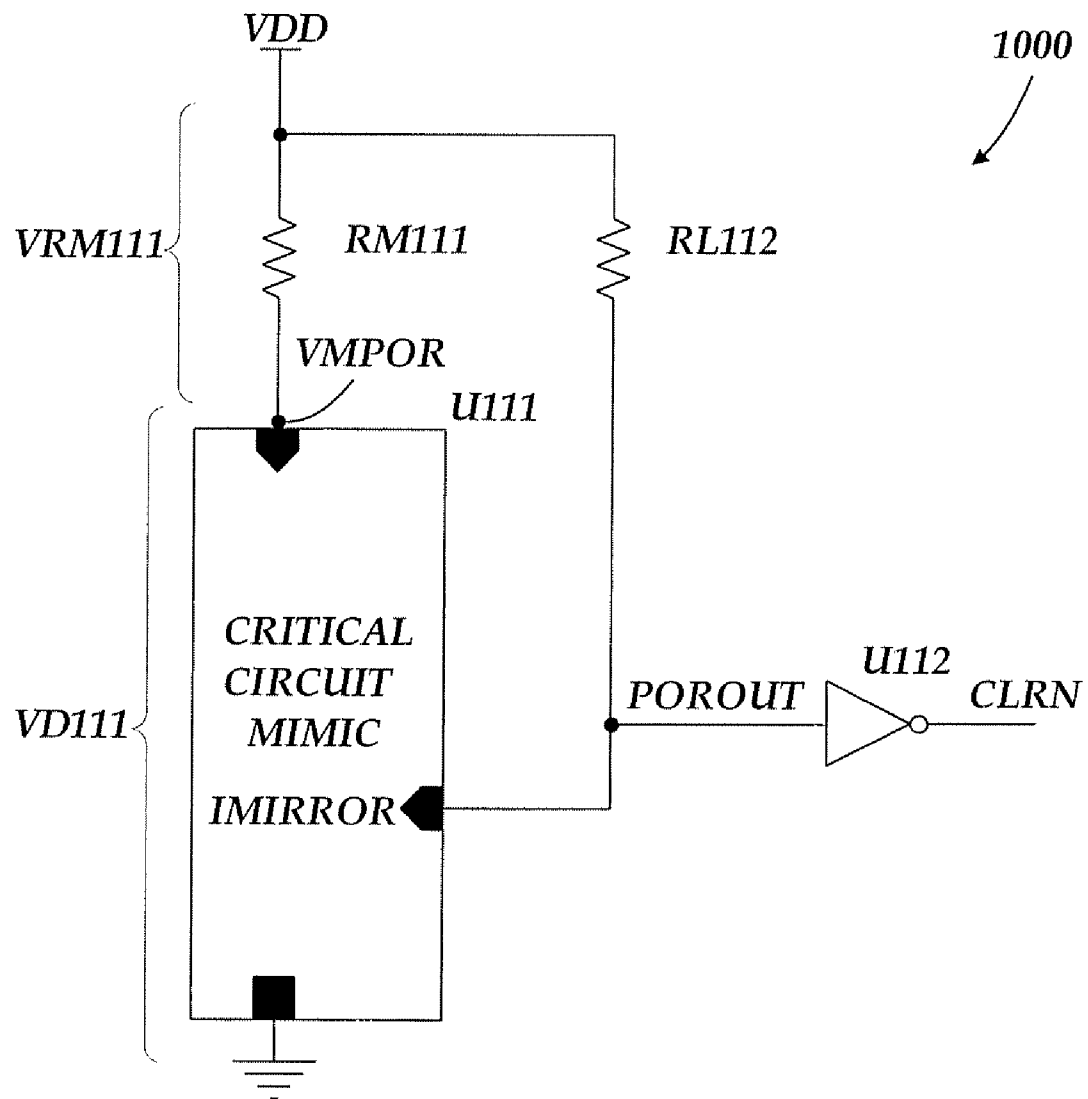 VDD
1000
VRM111
RM111
RL112
VMPOR
U111
CRITICAL
CIRCUIT
MIMIC
VD111
U112
POROUT
CLRN
IMIRROR